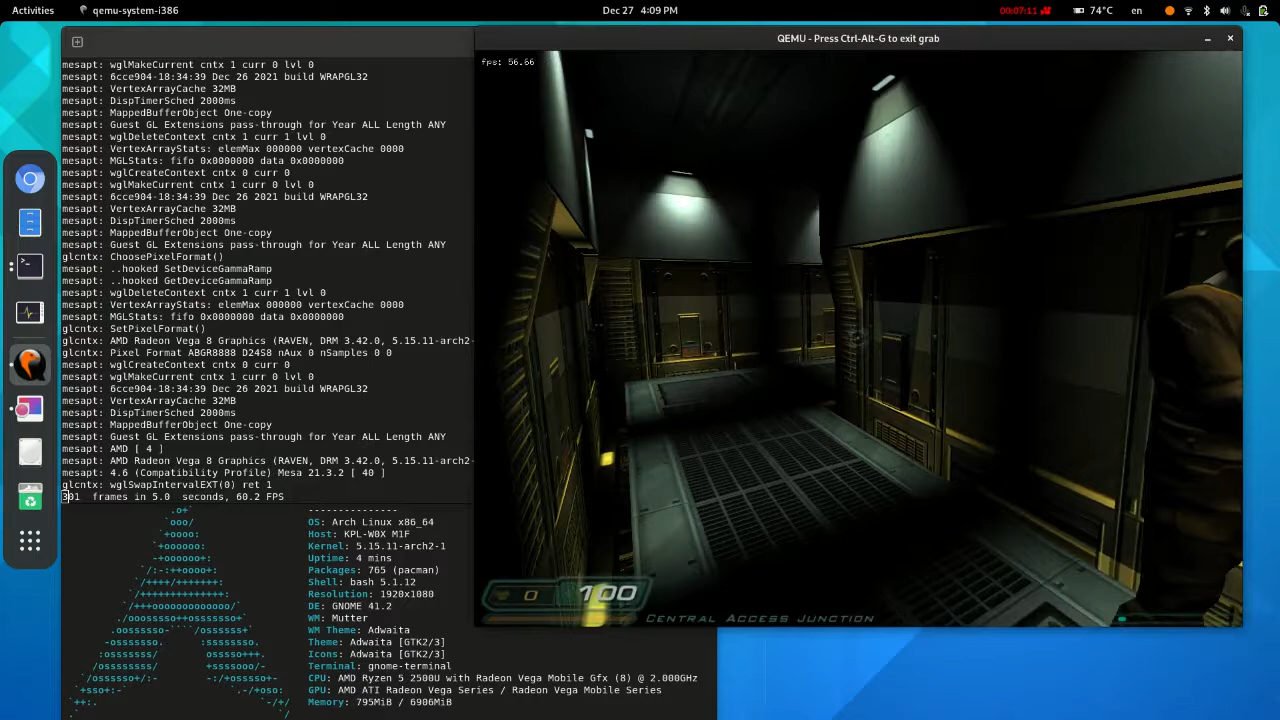 Activities
qemu-system-i386
Dec 27 4:09 PM
00:07:11
74°C
en
QEMU - Press Ctrl-Alt-G to exit grab
mesapt: wglMakeCurrent cntx 1 curr 0 lvl 0
mesapt: 6cce904-18:34:39 Dec 26 2021 build WRAPGL32
mesapt: VertexArrayCache 32MB
mesapt: DispTimerSched 2000ms
mesapt: MappedBufferObject One-copy
mesapt: Guest GL Extensions pass-through for Year ALL Length ANY
mesapt: wglDeleteContext cntx 1 curr 1 lvl 0
mesapt: VertexArrayStats: elemMax 000000 vertexCache 0000
mesapt: MGLStats: fifo 0x0000000 data 0x0000000
mesapt: wglCreateContext cntx 0 curr 0
mesapt: wglMakeCurrent cntx 1 curr 0 lvl 0
mesapt: 6cce904-18:34:39 Dec 26 2021 build WRAPGL32
mesapt: VertexArrayCache 32MB
mesapt: DispTimerSched 2000ms
mesapt: MappedBufferObject One-copy
mesapt: Guest GL Extensions pass-through for Year ALL Length ANY
glcntx: ChoosePixelFormat()
mesapt: ..hooked SetDeviceGammaRamp
mesapt: ..hooked GetDeviceGammaRamp
mesapt: wglDeleteContext cntx 1 curr 1 lvl 0
mesapt: VertexArrayStats: elemMax 000000 vertexCache 0000
mesapt: MGLStats: fifo 0x0000000 data 0x0000000
glcntx: SetPixelFormat()
glcntx: AMD Radeon Vega 8 Graphics (RAVEN, DRM 3.42.0, 5.15.11-arch2-
glcntx: Pixel Format ABGR8888 D24S8 nAux 0 nSamples 0 0
mesapt: wglCreateContext cntx 0 curr 0
mesapt: wglMakeCurrent cntx 1 curr 0 lvl 0
mesapt: 6cce904-18:34:39 Dec 26 2021 build WRAPGL32
mesapt: VertexArrayCache 32MB
mesapt: DispTimerSched 2000ms
mesapt: MappedBufferObject One-copy
mesapt: Guest GL Extensions pass-through for Year ALL Length ANY
mesapt: AMD [ 4 ]
mesapt: AMD Radeon Vega 8 Graphics (RAVEN, DRM 3.42.0, 5.15.11-arch2-
mesapt: 4.6 (Compatibility Profile) Mesa 21.3.2 [ 40 ]
glcntx: wglSwapIntervalEXT(0) ret 1
301 frames in 5.0 seconds, 60.2 FPS
fps: 56.66
0
100
CENTRAL ACCESS JUNCTION
---------------
OS: Arch Linux x86_64
Host: KPL-W0X M1F
Kernel: 5.15.11-arch2-1
Uptime: 4 mins
Packages: 765 (pacman)
Shell: bash 5.1.12
Resolution: 1920x1080
DE: GNOME 41.2
WM: Mutter
WM Theme: Adwaita
Theme: Adwaita [GTK2/3]
Icons: Adwaita [GTK2/3]
Terminal: gnome-terminal
CPU: AMD Ryzen 5 2500U with Radeon Vega Mobile Gfx (8) @ 2.000GHz
GPU: AMD ATI Radeon Vega Series / Radeon Vega Mobile Series
Memory: 795MiB / 6906MiB